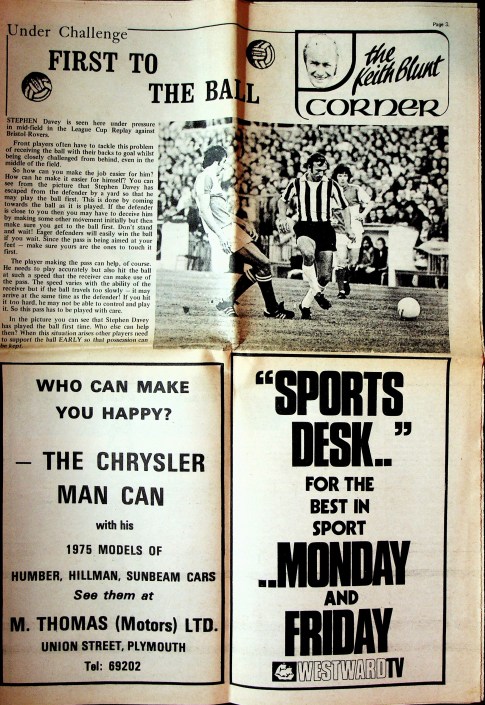 Page 3.
Under Challenge
FIRST TO
THE BALL
the
Keith Blunt
CORNER
STEPHEN Davey is seen here under pressure
in mid-field in the League Cup Replay against
Bristol Rovers.
Front players often have to tackle this problem
of receiving the ball with their backs to goal whilst
being closely challenged from behind, even in the
middle of the field.
So how can you make the job easier for him?
How can he make it easier for himself? You can
see from the picture that Stephen Davey has
escaped from the defender by a yard so that he
may play the ball first. This is done by coming
towards the ball as it is played. If the defender
is close to you then you may have to deceive him
by making some other movement initially but then
make sure you get to the ball first. Don't stand
and wait! Eager defenders will easily win the ball
if you wait. Since the pass is being aimed at your
feet — make sure yours are the ones to touch it
first.
The player making the pass can help, of course.
He needs to play accurately but also hit the ball
at such a speed that the receiver can make use of
the pass. The speed varies with the ability of the
receiver but if the ball travels too slowly — it may
arrive at the same time as the defender! If you hit
it too hard, he may not be able to control and play
it. So this pass has to be played with care.
In the picture you can see that Stephen Davey
has played the ball first time. Who else can help
then? When this situation arises other players need
to support the ball EARLY so that possession can
be kept.
WHO CAN MAKE
YOU HAPPY?
— THE CHRYSLER
MAN CAN
with his
1975 MODELS OF
HUMBER, HILLMAN, SUNBEAM CARS
See them at
M. THOMAS (Motors) LTD.
UNION STREET, PLYMOUTH
Tel: 69202
“SPORTS
DESK..”
FOR THE
BEST IN
SPORT
..MONDAY
AND
FRIDAY
WESTWARD TV